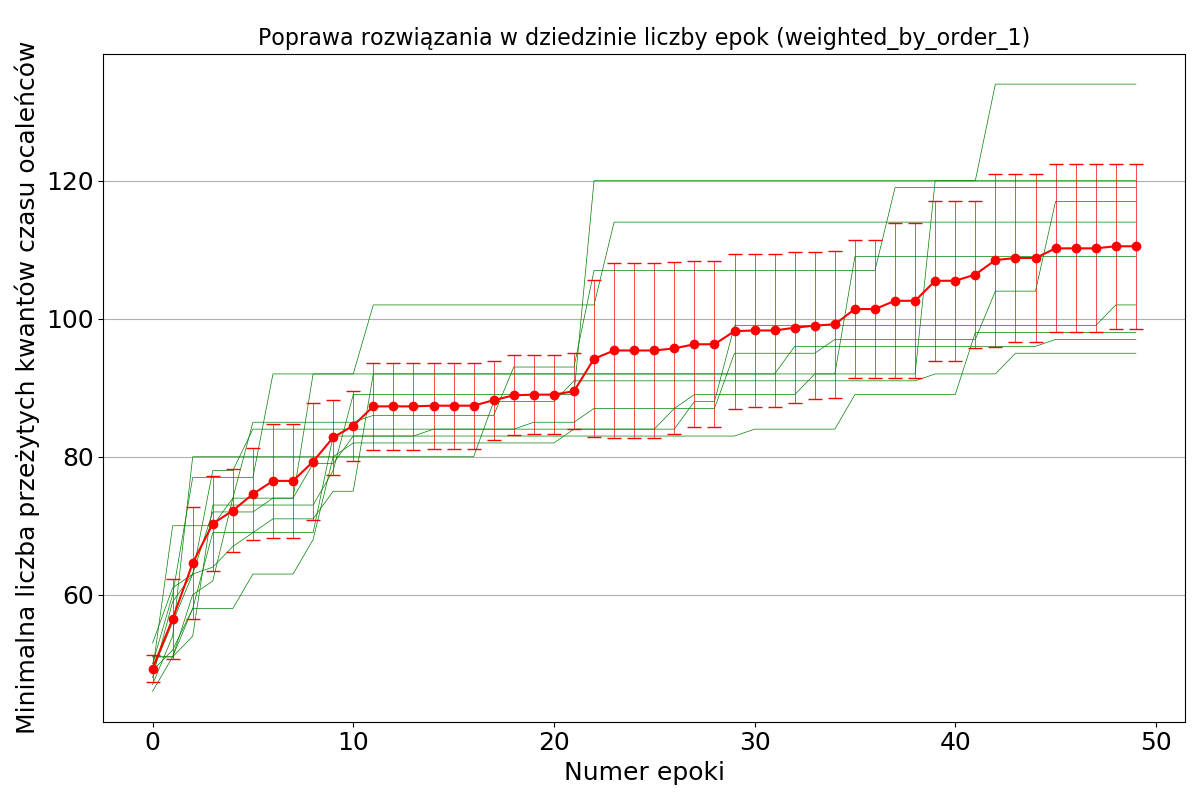 Poprawa rozwiązania w dziedzinie liczby epok (weighted_by_order_1)
Minimalna liczba przeżytych kwantów czasu ocaleńców
120
100
80
60
0 10 20 30 40 50
Numer epoki